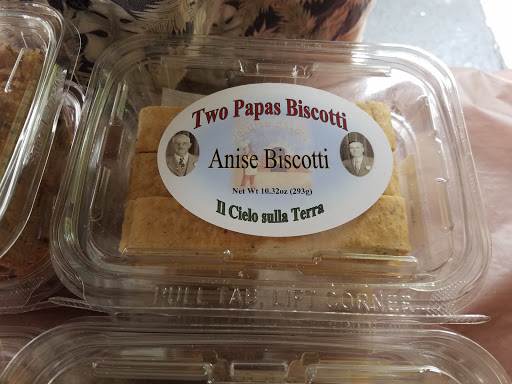 Two Papas Biscotti
Anise Biscotti
Net Wt 10.32oz (293g)
Il Cielo sulla Terra
PULL TAB, LIFT CORNER